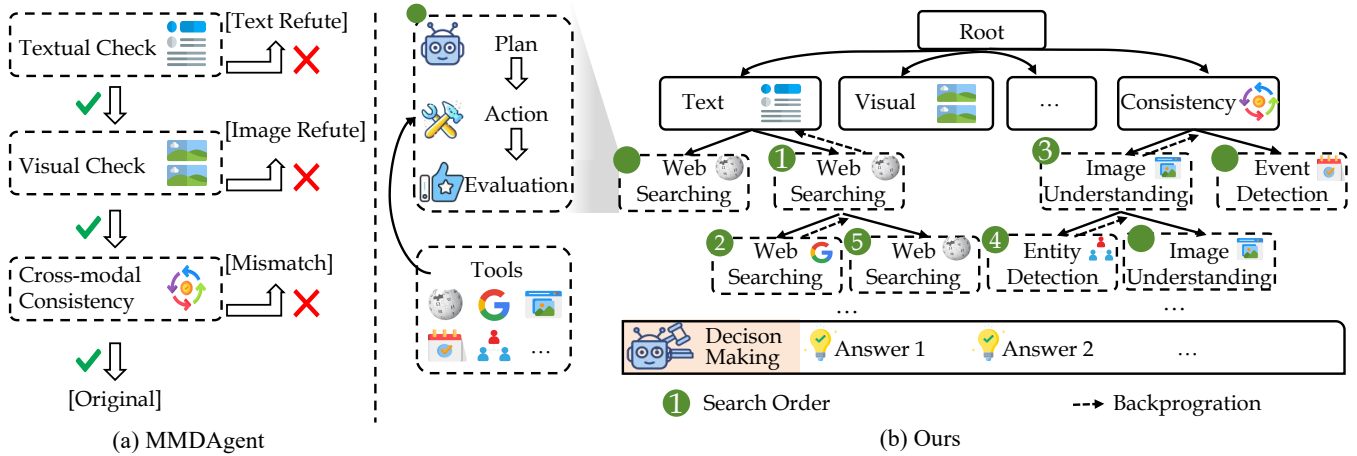 Textual Check
[Text Refute]
Visual Check
[Image Refute]
Cross-modal
Consistency
[Mismatch]
[Original]
(a) MMDAgent
Plan
Action
Evaluation
Tools
...
Root
Text
Visual
...
Consistency
Web
Searching
1
Web
Searching
3
Image
Understanding
Event
Detection
2
Web
Searching
5
Web
Searching
4
Entity
Detection
Image
Understanding
...
...
Decison
Making
Answer 1
Answer 2
...
1 Search Order
Backprogration
(b) Ours